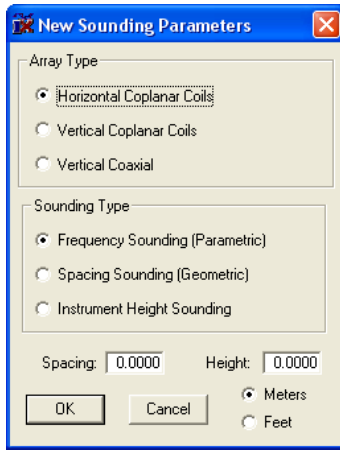 New Sounding Parameters
Array Type
Horizontal Coplanar Coils
Vertical Coplanar Coils
Vertical Coaxial
Sounding Type
Frequency Sounding (Parametric)
Spacing Sounding (Geometric)
Instrument Height Sounding
Spacing: 0.0000 Height: 0.0000
OK Cancel Meters
Feet